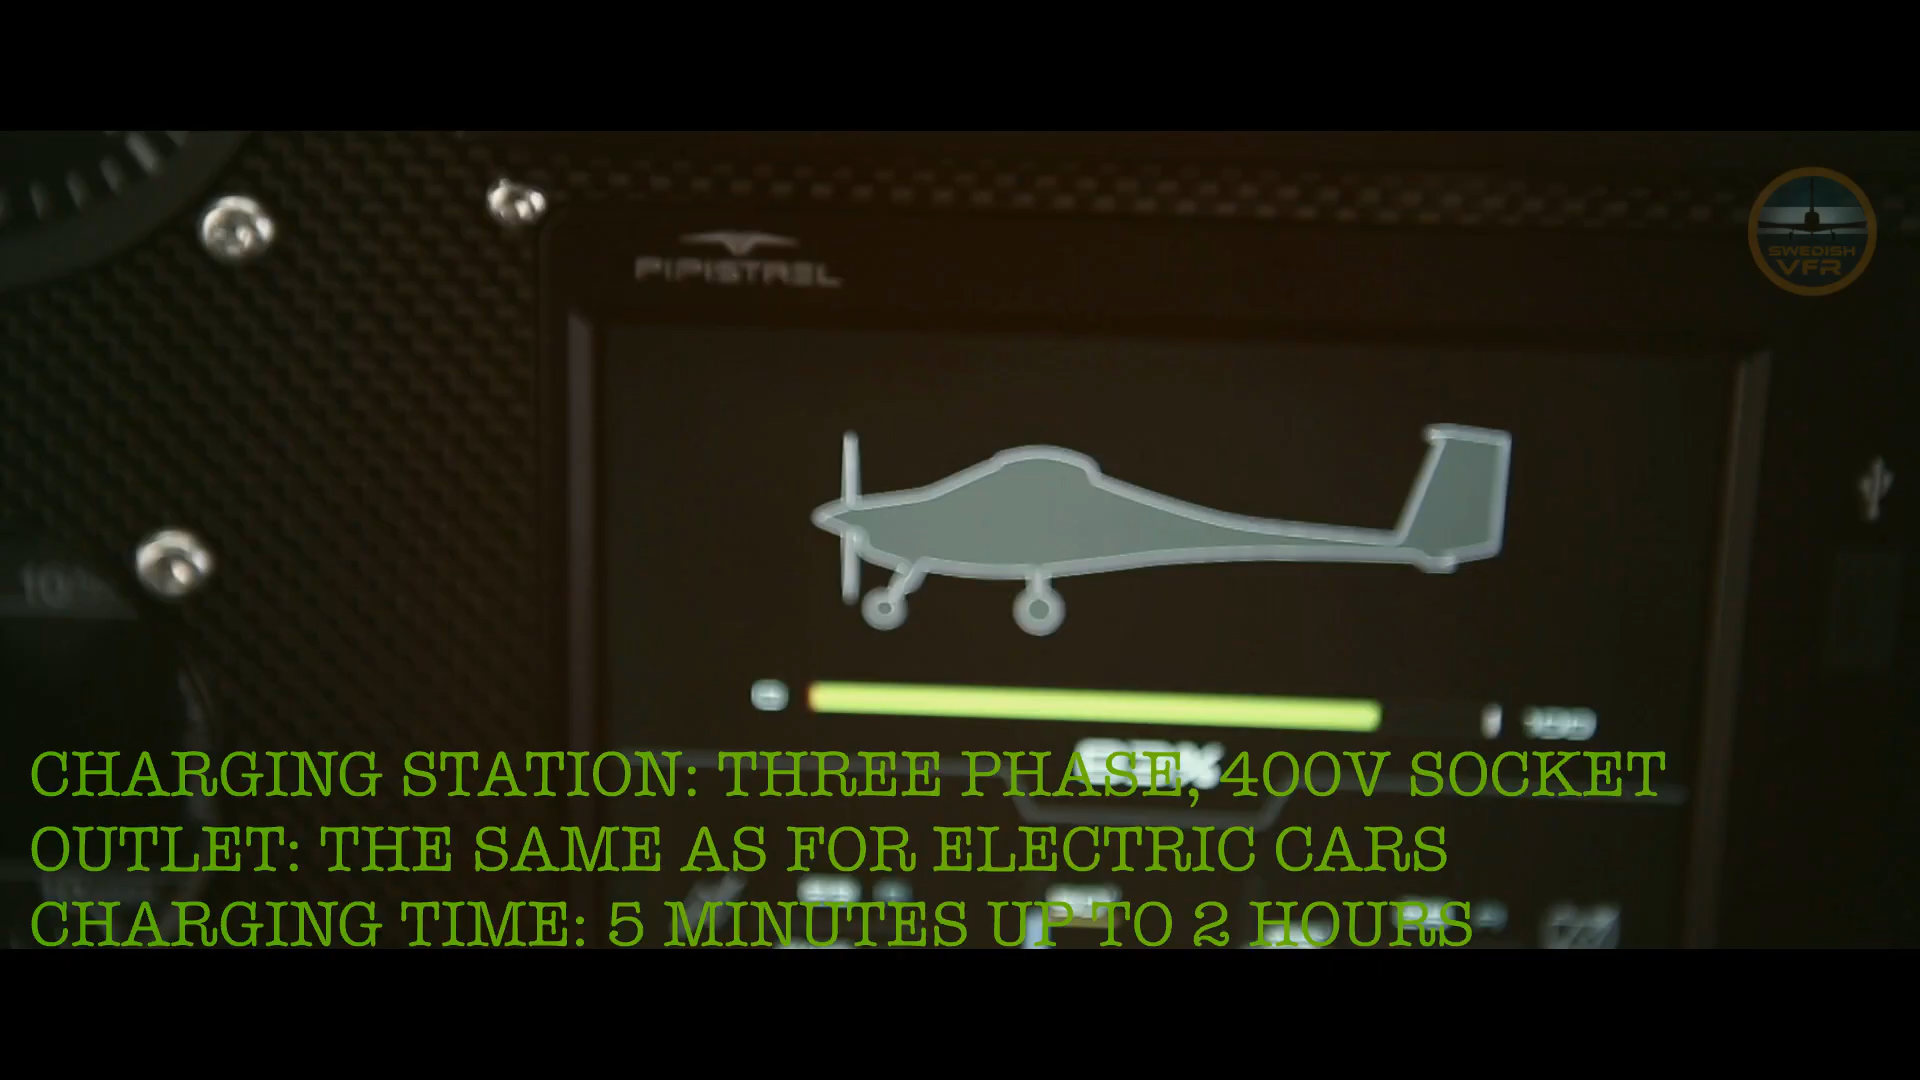 PIPISTREL
SWEDISH
VFR
CHARGING STATION: THREE PHASE, 400V SOCKET
OUTLET: THE SAME AS FOR ELECTRIC CARS
CHARGING TIME: 5 MINUTES UP TO 2 HOURS